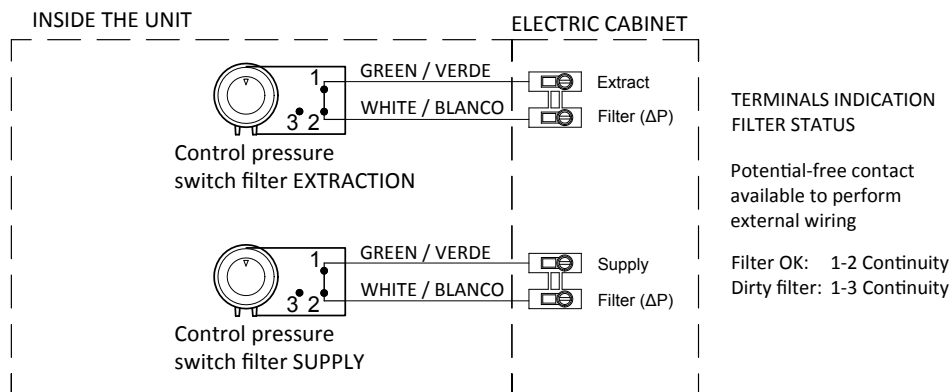 INSIDE THE UNIT
ELECTRIC CABINET
1
GREEN / VERDE
Extract
3 2
WHITE / BLANCO
Filter (ΔP)
Control pressure
switch filter EXTRACTION
1
GREEN / VERDE
Supply
3 2
WHITE / BLANCO
Filter (ΔP)
Control pressure
switch filter SUPPLY
TERMINALS INDICATION
FILTER STATUS
Potential-free contact
available to perform
external wiring
Filter OK: 1-2 Continuity
Dirty filter: 1-3 Continuity